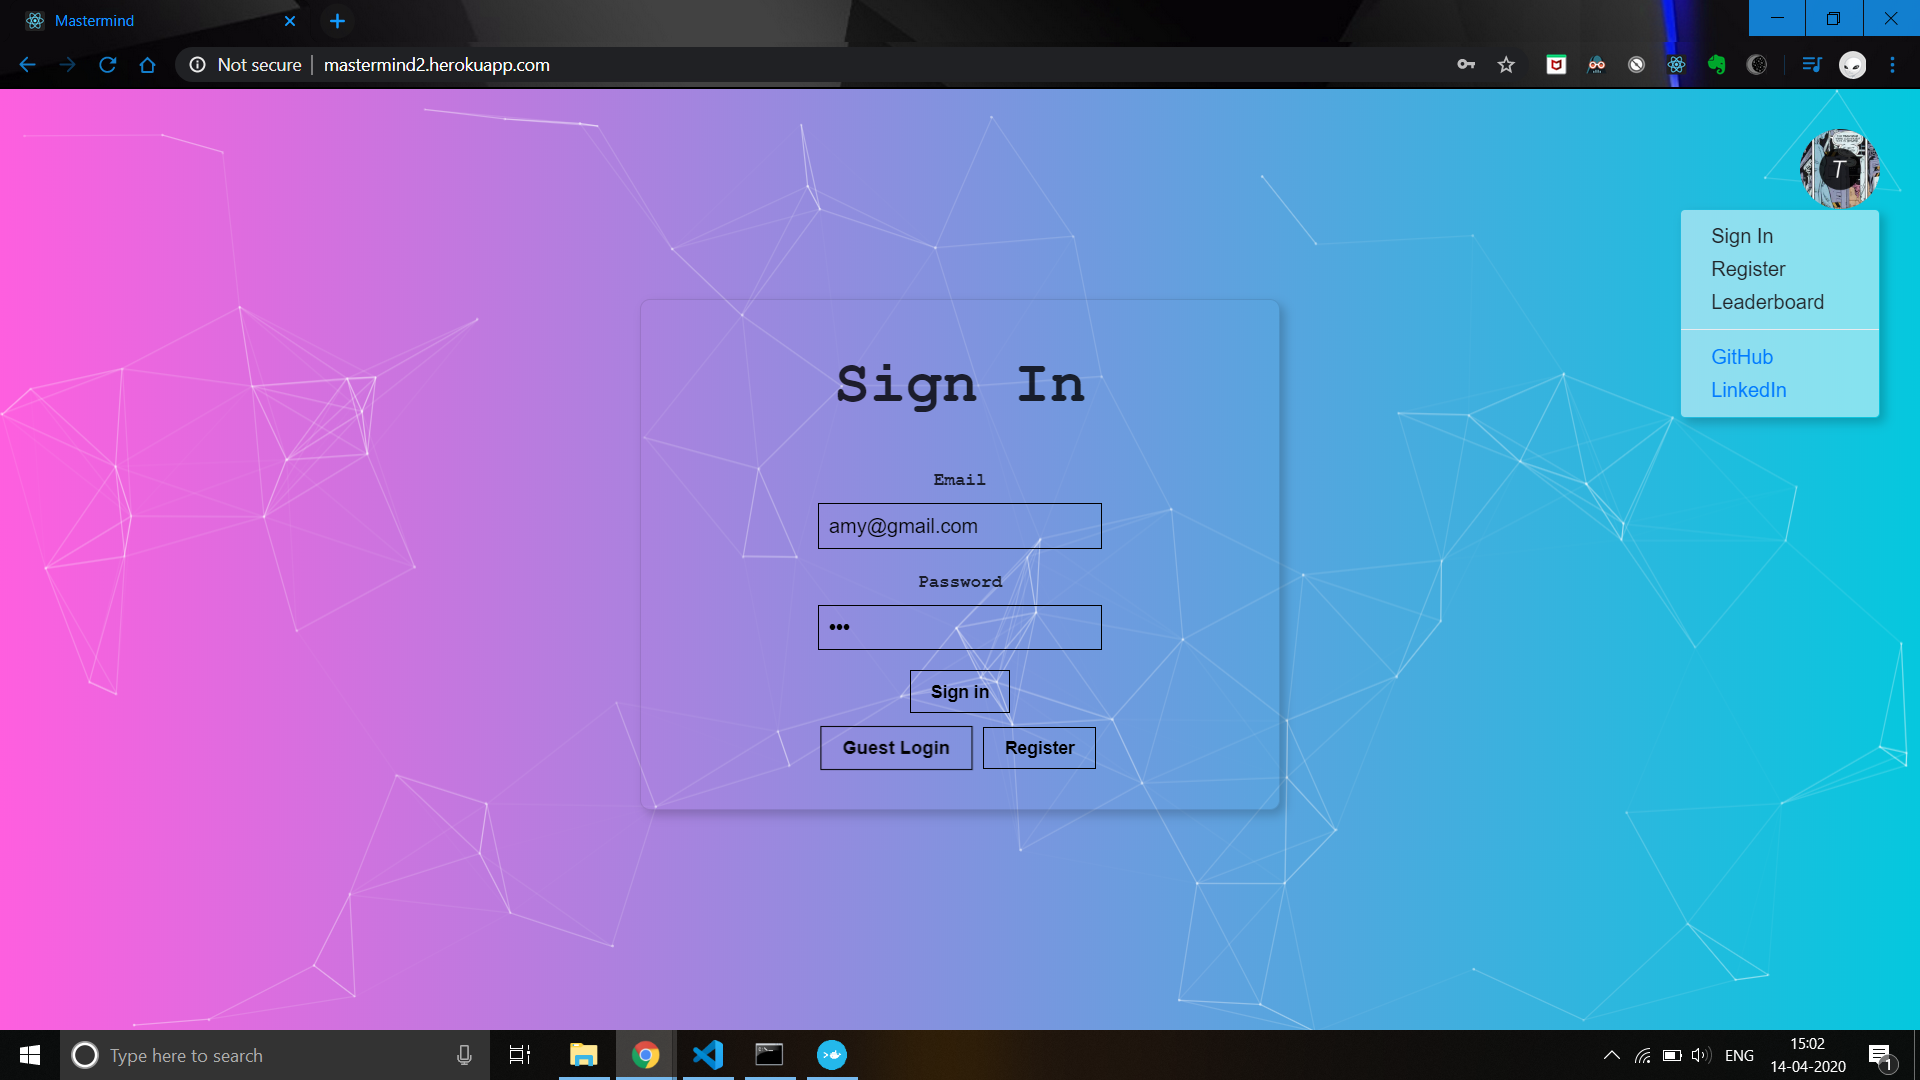 Mastermind
Not secure
mastermind2.herokuapp.com
T
Sign In
Register
Leaderboard
GitHub
LinkedIn
Sign In
Email
amy@gmail.com
Password
•••
Sign in
Guest Login
Register
Type here to search
ENG
15:02
14-04-2020
1